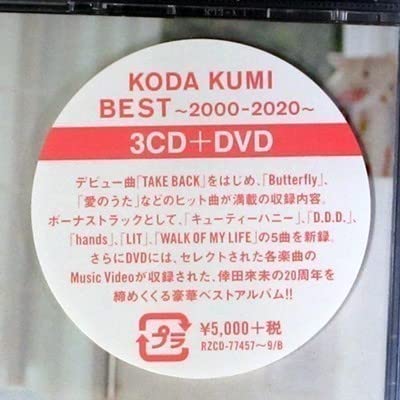 KODA KUMI
BEST～2000-2020～
3CD＋DVD
デビュー曲「TAKE BACK」をはじめ、「Butterfly」、
「愛のうた」などのヒット曲が満載の収録内容。
ボーナストラックとして、「キューティーハニー」、「D.D.D.」、
「hands」、「LIT」、「WALK OF MY LIFE」の5曲を新録。
さらにDVDには、セレクトされた各楽曲の
Music Videoが収録された、倖田來未の20周年を
締めくくる豪華ベストアルバム!!
プラ
¥5,000＋税
RZCD-77457～9/B